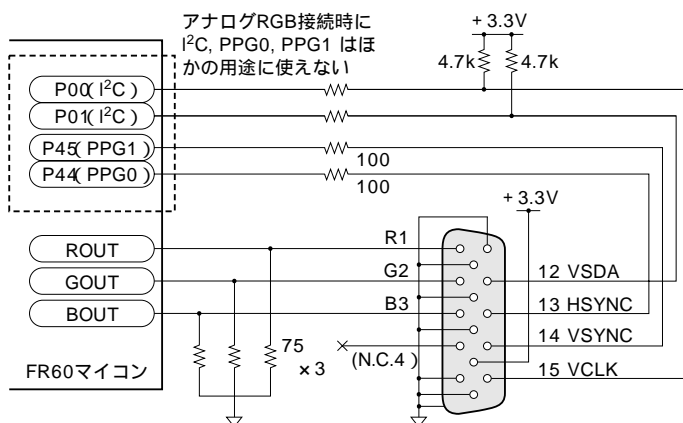 アナログRGB接続時に
I²C, PPG0, PPG1 はほ
かの用途に使えない
+3.3V
4.7k
4.7k
P00(I²C)
P01(I²C)
P45(PPG1)
P44(PPG0)
100
100
+3.3V
ROUT
GOUT
BOUT
R1
G2
B3
12 VSDA
13 HSYNC
14 VSYNC
15 VCLK
(N.C.4)
75
×3
FR60マイコン